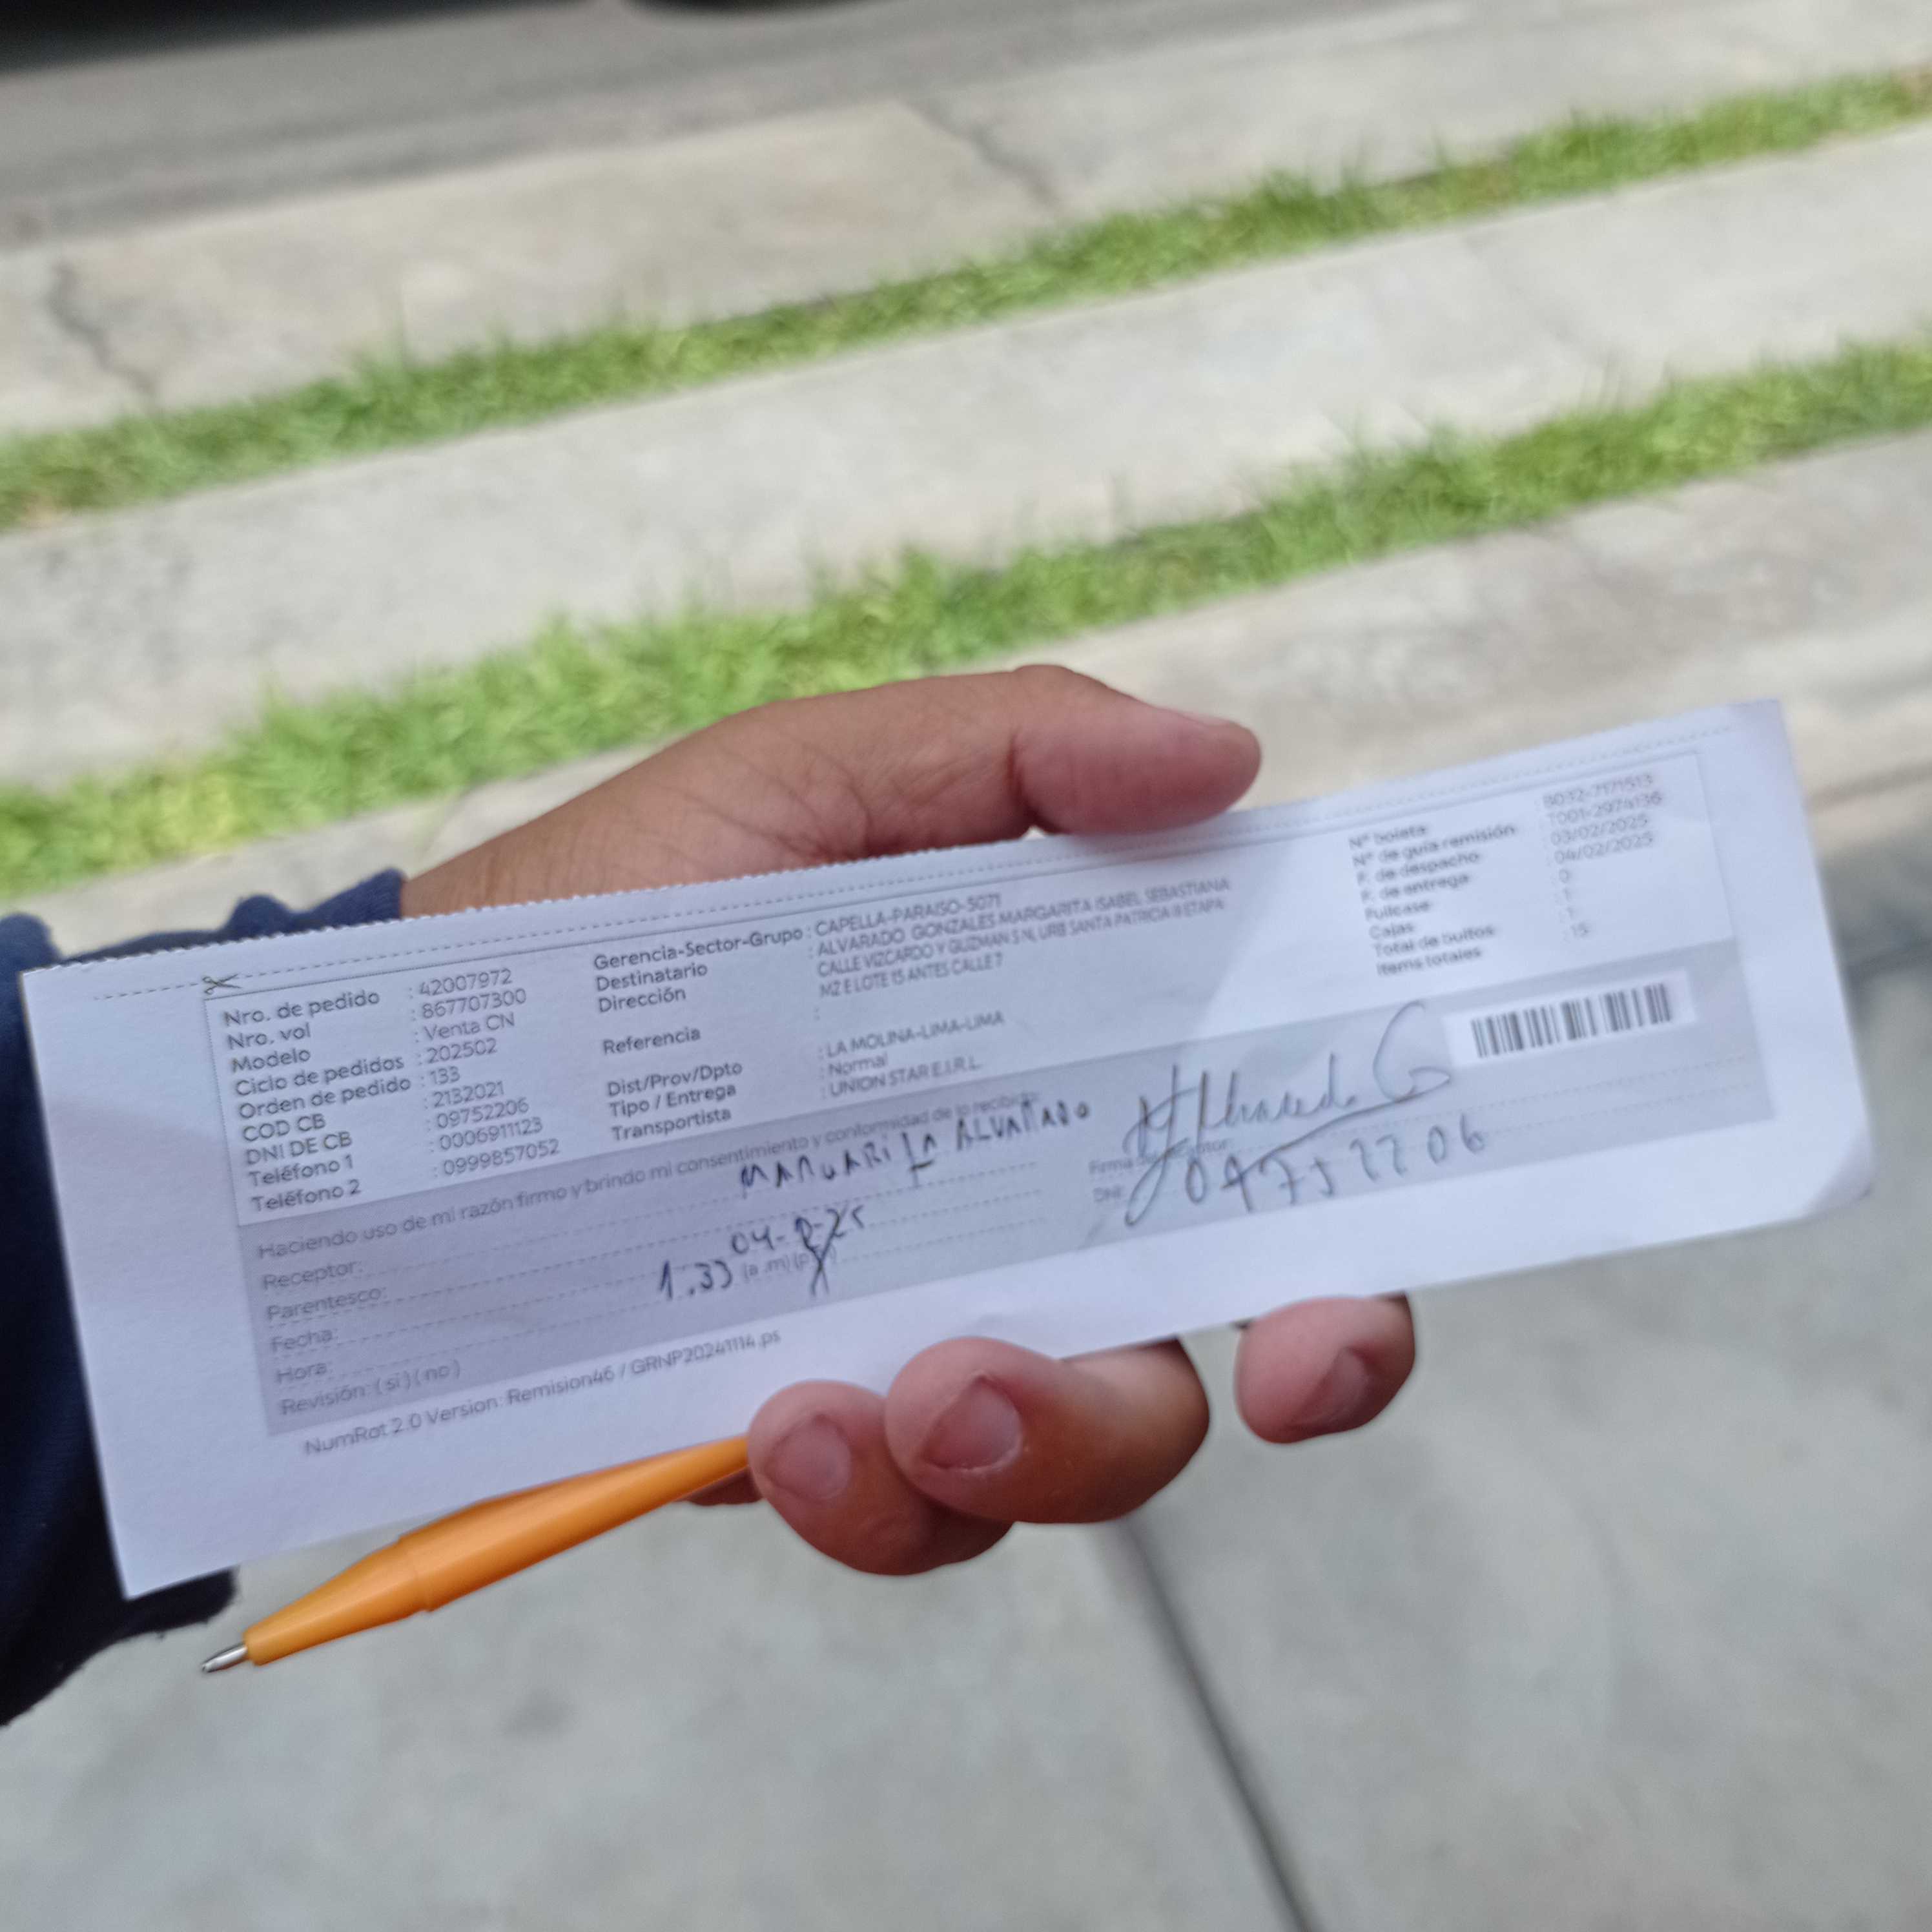 Nro. de pedido : 42007972
Nro. vol : 867707300
Modelo : Venta CN
Ciclo de pedidos : 202502
Orden de pedido : 133
COD CB : 2132021
DNI DE CB : 09752206
Teléfono 1 : 0006911123
Teléfono 2 : 0999857052
Gerencia-Sector-Grupo : CAPELLA-PARAISO-5071
Destinatario : ALVARADO GONZALES MARGARITA ISABEL SEBASTIANA
Dirección : CALLE VIZCARDO Y GUZMAN S N, URB SANTA PATRICIA III ETAPA
MZ E LOTE 15 ANTES CALLE 7
Referencia :
Dist/Prov/Dpto : LA MOLINA-LIMA-LIMA
Tipo / Entrega : Normal
Transportista : UNION STAR E.I.R.L.
N° boleta : B032-7171513
N° de guía remisión : T001-2974136
F. de despacho : 03/02/2025
F. de entrega : 04/02/2025
Fullcase : 0
Cajas : 1
Total de bultos : 1
Items totales : 15
Haciendo uso de mi razón firmo y brindo mi consentimiento y conformidad de lo recibido
Receptor: ALVARADO
Parentesco:
Fecha: 04-
Hora: 1.33 (a .m) (p
Revisión: ( si ) ( no )
Firma
DNI: 09752206
NumRot 2.0 Version: Remision46 / GRNP20241114.ps